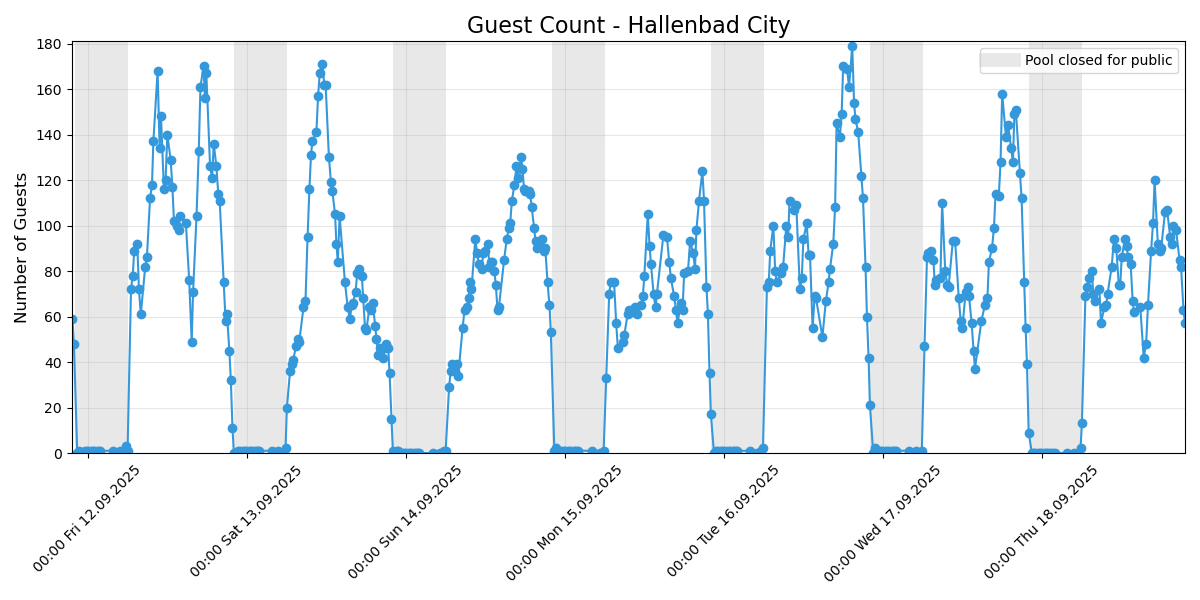 Guest Count - Hallenbad City
Pool closed for public
Number of Guests
180
160
140
120
100
80
60
40
20
0
00:00 Fri 12.09.2025
00:00 Sat 13.09.2025
00:00 Sun 14.09.2025
00:00 Mon 15.09.2025
00:00 Tue 16.09.2025
00:00 Wed 17.09.2025
00:00 Thu 18.09.2025